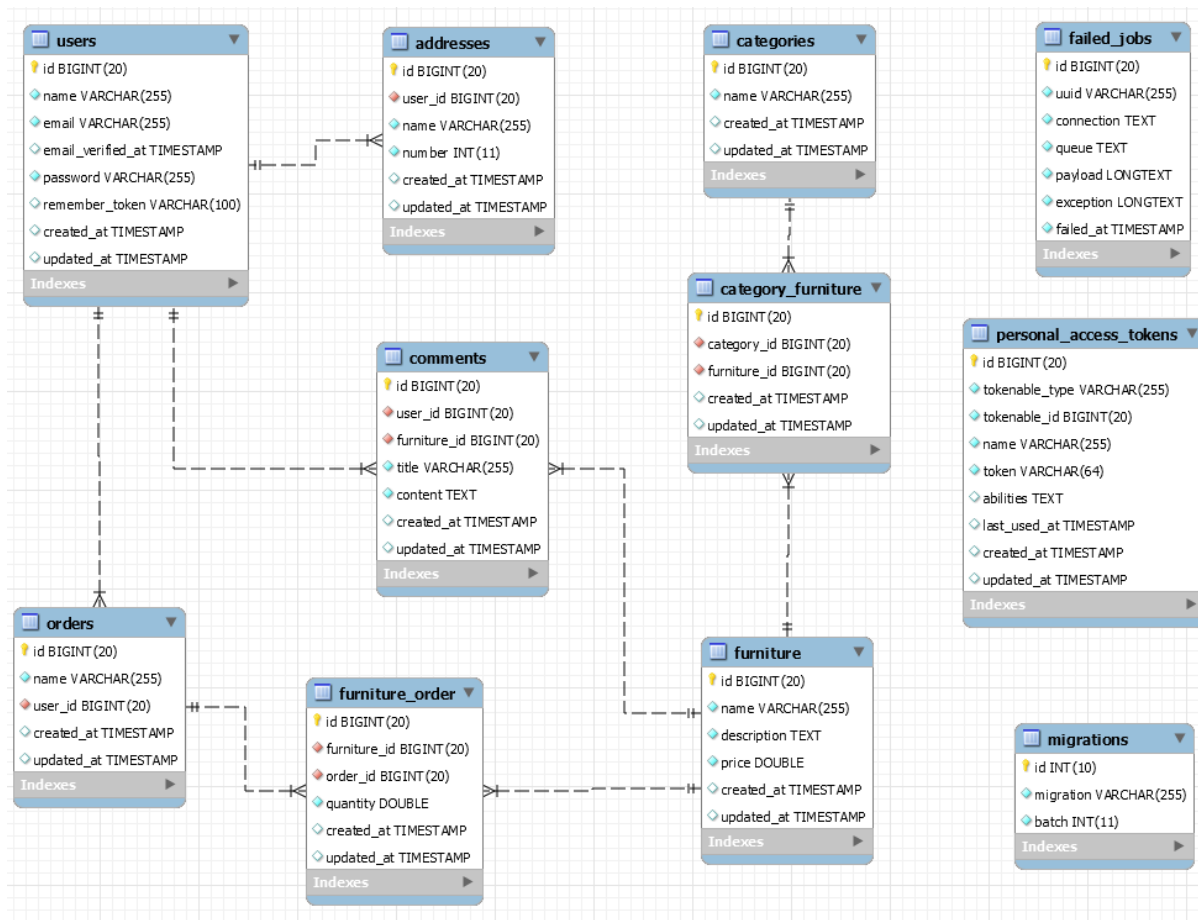 users
id BIGINT(20)
name VARCHAR(255)
email VARCHAR(255)
email_verified_at TIMESTAMP
password VARCHAR(255)
remember_token VARCHAR(100)
created_at TIMESTAMP
updated_at TIMESTAMP
Indexes
addresses
id BIGINT(20)
user_id BIGINT(20)
name VARCHAR(255)
number INT(11)
created_at TIMESTAMP
updated_at TIMESTAMP
Indexes
categories
id BIGINT(20)
name VARCHAR(255)
created_at TIMESTAMP
updated_at TIMESTAMP
Indexes
failed_jobs
id BIGINT(20)
uuid VARCHAR(255)
connection TEXT
queue TEXT
payload LONGTEXT
exception LONGTEXT
failed_at TIMESTAMP
Indexes
category_furniture
id BIGINT(20)
category_id BIGINT(20)
furniture_id BIGINT(20)
created_at TIMESTAMP
updated_at TIMESTAMP
Indexes
personal_access_tokens
id BIGINT(20)
tokenable_type VARCHAR(255)
tokenable_id BIGINT(20)
name VARCHAR(255)
token VARCHAR(64)
abilities TEXT
last_used_at TIMESTAMP
created_at TIMESTAMP
updated_at TIMESTAMP
Indexes
comments
id BIGINT(20)
user_id BIGINT(20)
furniture_id BIGINT(20)
title VARCHAR(255)
content TEXT
created_at TIMESTAMP
updated_at TIMESTAMP
Indexes
orders
id BIGINT(20)
name VARCHAR(255)
user_id BIGINT(20)
created_at TIMESTAMP
updated_at TIMESTAMP
Indexes
furniture_order
id BIGINT(20)
furniture_id BIGINT(20)
order_id BIGINT(20)
quantity DOUBLE
created_at TIMESTAMP
updated_at TIMESTAMP
Indexes
furniture
id BIGINT(20)
name VARCHAR(255)
description TEXT
price DOUBLE
created_at TIMESTAMP
updated_at TIMESTAMP
Indexes
migrations
id INT(10)
migration VARCHAR(255)
batch INT(11)
Indexes